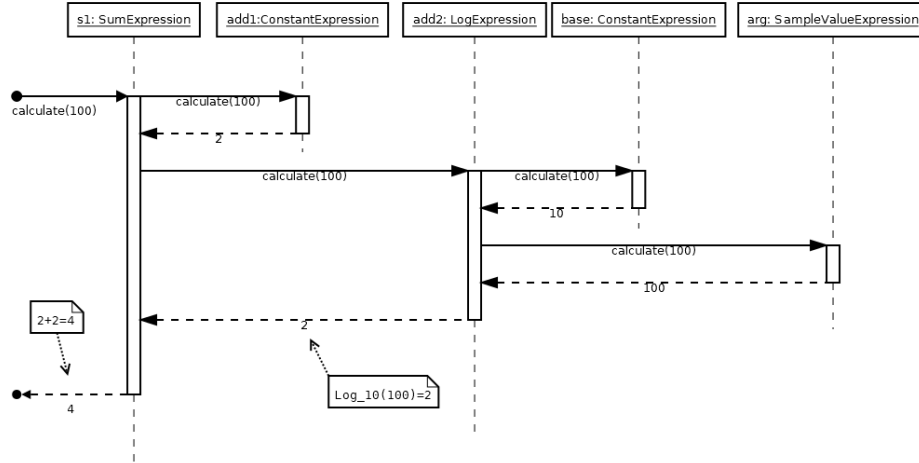 s1: SumExpression
add1:ConstantExpression
add2: LogExpression
base: ConstantExpression
arg: SampleValueExpression
calculate(100)
calculate(100)
2
calculate(100)
calculate(100)
10
calculate(100)
100
2+2=4
2
Log_10(100)=2
4